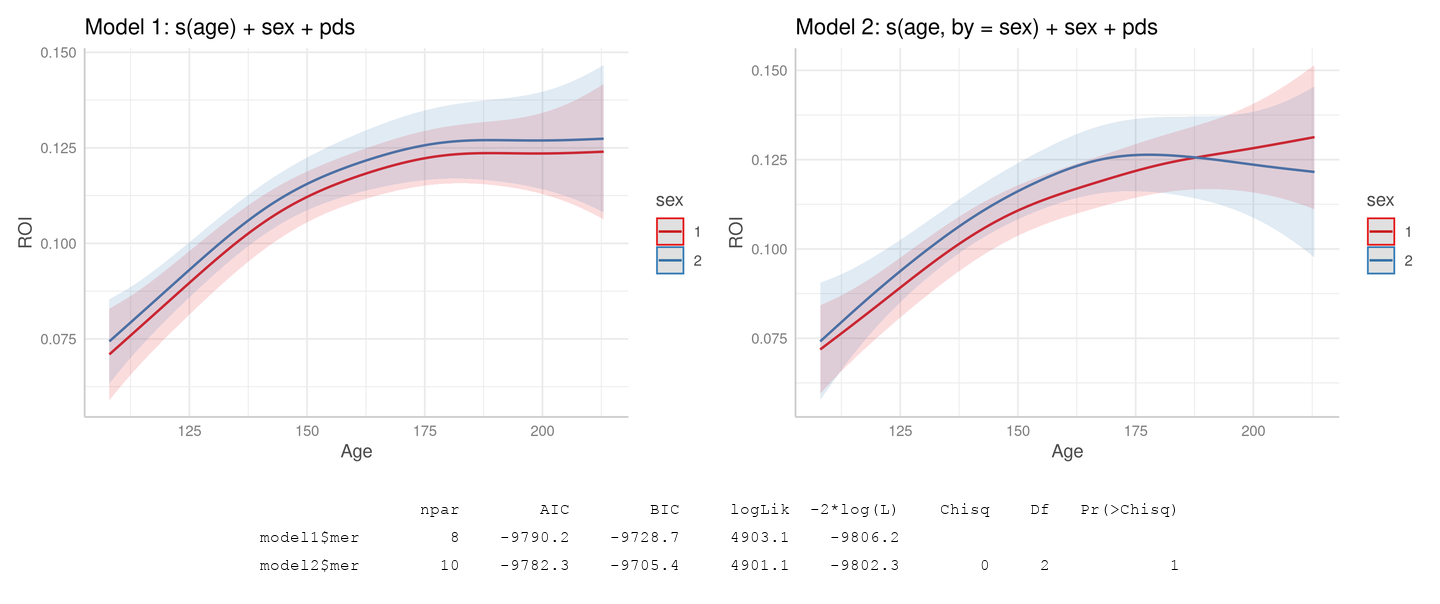 Model 1: s(age) + sex + pds
0.150
0.125
0.100
0.075
ROI
125 150 175 200
Age
sex
1
2
Model 2: s(age, by = sex) + sex + pds
0.150
0.125
0.100
0.075
ROI
125 150 175 200
Age
sex
1
2
npar AIC BIC logLik -2*log(L) Chisq Df Pr(>Chisq)
model1$mer 8 -9790.2 -9728.7 4903.1 -9806.2
model2$mer 10 -9782.3 -9705.4 4901.1 -9802.3 0 2 1